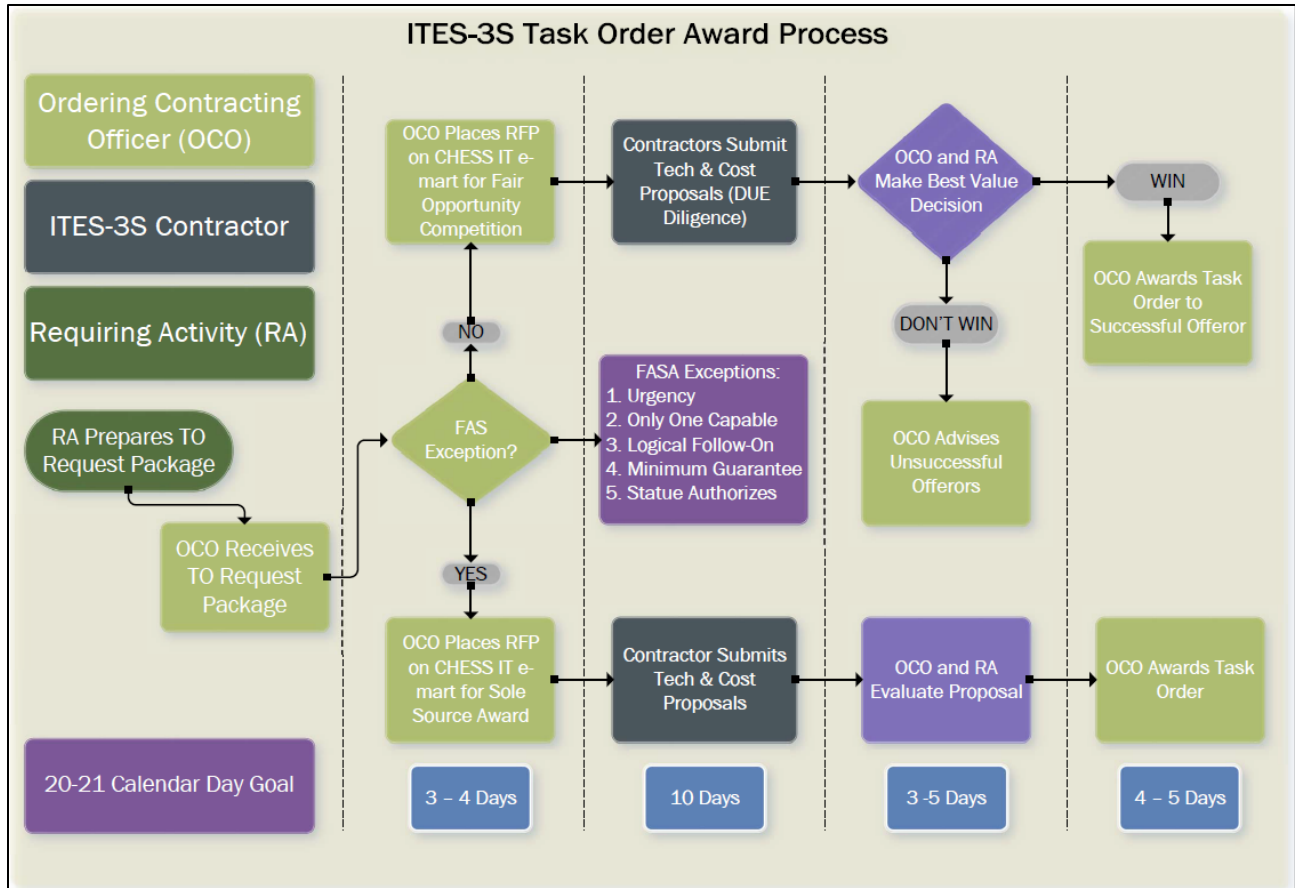 ITES-3S Task Order Award Process
Ordering Contracting
Officer (OCO)
ITES-3S Contractor
Requiring Activity (RA)
RA Prepares TO
Request Package
OCO Receives
TO Request
Package
20-21 Calendar Day Goal
OCO Places RFP
on CHESS IT e-
mart for Fair
Opportunity
Competition
NO
FAS
Exception?
YES
OCO Places RFP
on CHESS IT e-
mart for Sole
Source Award
3 – 4 Days
Contractors Submit
Tech & Cost
Proposals (DUE
Diligence)
FASA Exceptions:
1. Urgency
2. Only One Capable
3. Logical Follow-On
4. Minimum Guarantee
5. Statue Authorizes
Contractor Submits
Tech & Cost
Proposals
10 Days
OCO and RA
Make Best Value
Decision
DON'T WIN
OCO Advises
Unsuccessful
Offerors
OCO and RA
Evaluate Proposal
3 -5 Days
WIN
OCO Awards Task
Order to
Successful Offeror
OCO Awards Task
Order
4 – 5 Days